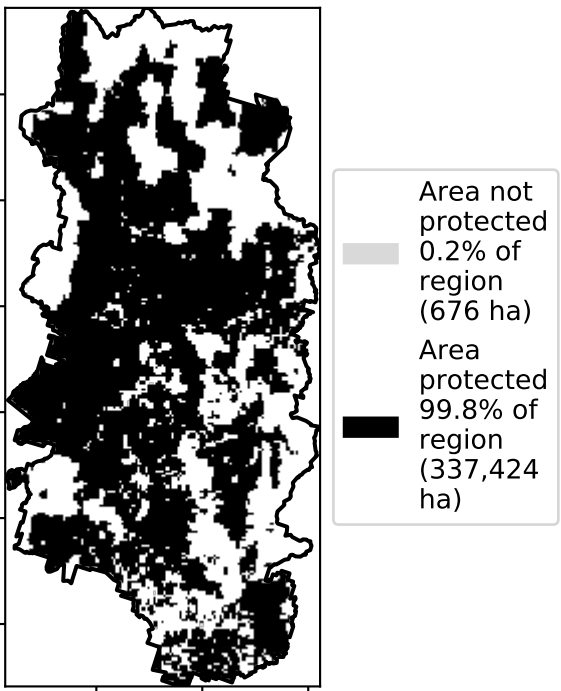 Area not
protected
0.2% of
region
(676 ha)
Area
protected
99.8% of
region
(337,424
ha)